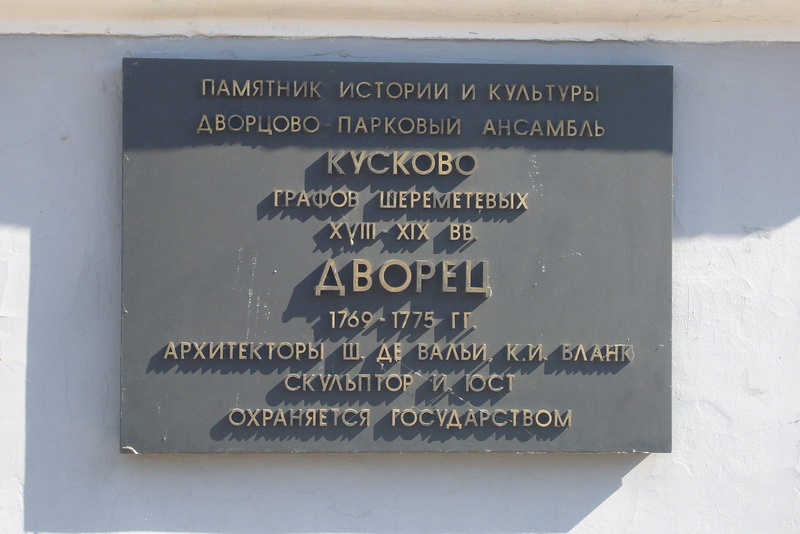 ПАМЯТНИК ИСТОРИИ И КУЛЬТУРЫ
ДВОРЦОВО-ПАРКОВЫЙ АНСАМБЛЬ
КУСКОВО
ГРАФОВ ШЕРЕМЕТЕВЫХ
XVIII-XIX ВВ.
ДВОРЕЦ
1769-1775 ГГ.
АРХИТЕКТОРЫ Ш. ДЕ ВАЛЬИ, К.И. БЛАНК
СКУЛЬПТОР И. ЮСТ
ОХРАНЯЕТСЯ ГОСУДАРСТВОМ